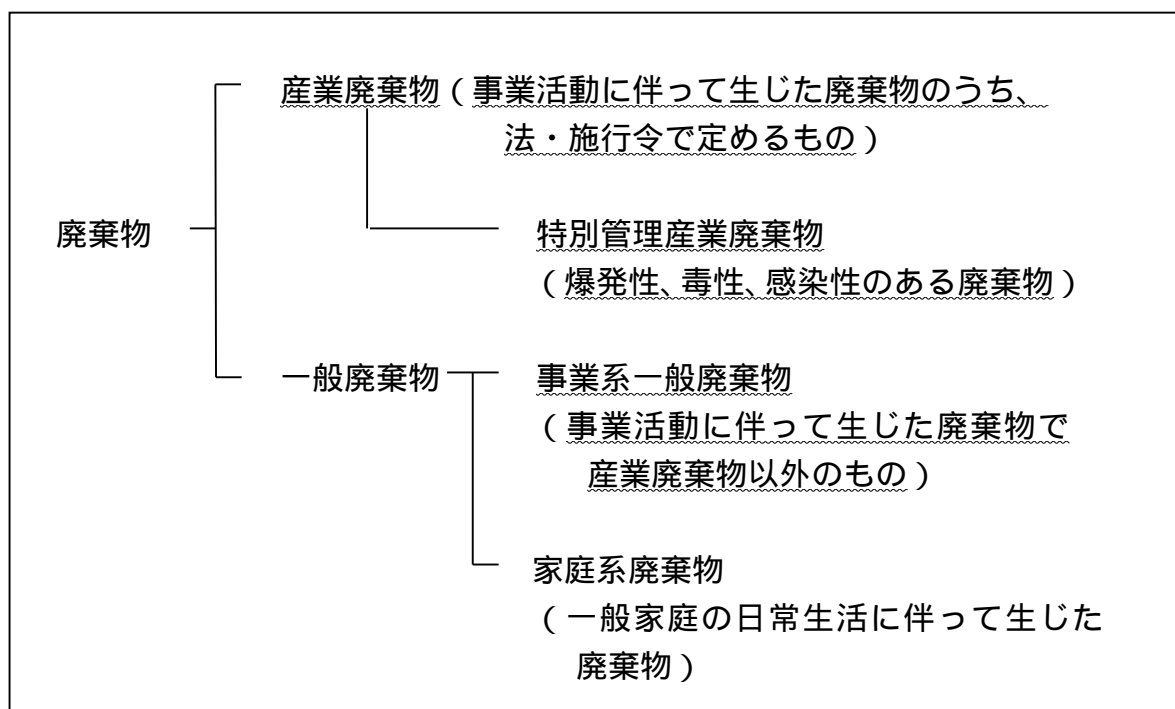 産業廃棄物（事業活動に伴って生じた廃棄物のうち、
法・施行令で定めるもの）
廃棄物
特別管理産業廃棄物
（爆発性、毒性、感染性のある廃棄物）
一般廃棄物
事業系一般廃棄物
（事業活動に伴って生じた廃棄物で
産業廃棄物以外のもの）
家庭系廃棄物
（一般家庭の日常生活に伴って生じた
廃棄物）